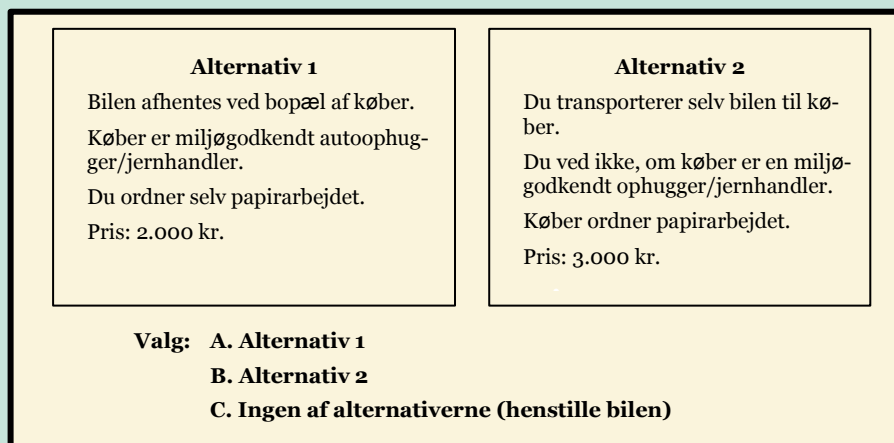 Alternativ 1
Bilen afhentes ved bopæl af køber.
Køber er miljøgodkendt autoophug-
ger/jernhandler.
Du ordner selv papirarbejdet.
Pris: 2.000 kr.
Alternativ 2
Du transporterer selv bilen til kø-
ber.
Du ved ikke, om køber er en miljø-
godkendt ophugger/jernhandler.
Køber ordner papirarbejdet.
Pris: 3.000 kr.
Valg: A. Alternativ 1
B. Alternativ 2
C. Ingen af alternativerne (henstille bilen)